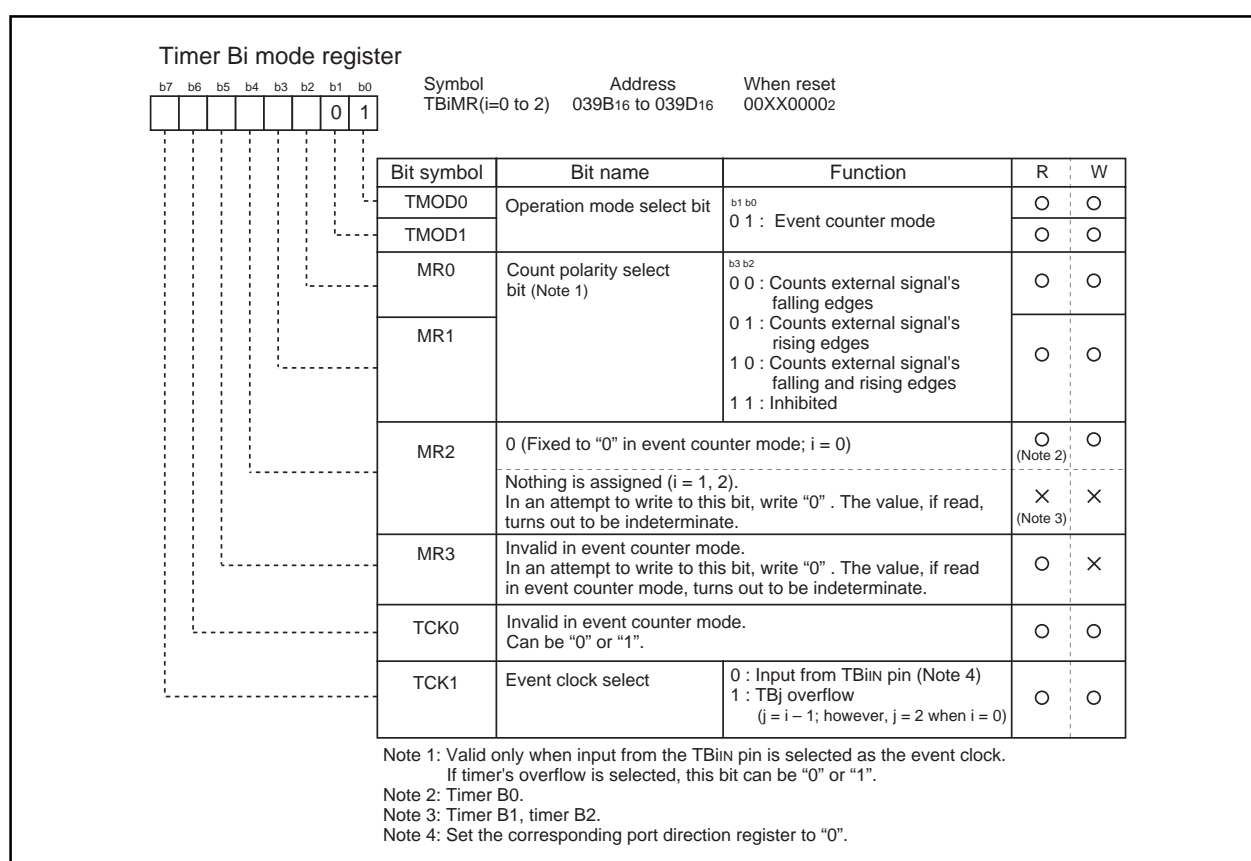 Timer Bi mode register
b7 b6 b5 b4 b3 b2 b1 b0
0 1
Symbol Address When reset
TBiMR(i=0 to 2) 039B16 to 039D16 00XX00002
Bit symbol Bit name Function R W
TMOD0
TMOD1
Operation mode select bit
b1 b0
0 1 : Event counter mode
MR0
MR1
Count polarity select
bit (Note 1)
b3 b2
0 0 : Counts external signal's
falling edges
0 1 : Counts external signal's
rising edges
1 0 : Counts external signal's
falling and rising edges
1 1 : Inhibited
MR2
0 (Fixed to “0” in event counter mode; i = 0)
(Note 2)
Nothing is assigned (i = 1, 2).
In an attempt to write to this bit, write “0” . The value, if read,
turns out to be indeterminate.
(Note 3)
MR3
Invalid in event counter mode.
In an attempt to write to this bit, write “0” . The value, if read
in event counter mode, turns out to be indeterminate.
TCK0
Invalid in event counter mode.
Can be “0” or “1”.
TCK1
Event clock select
0 : Input from TBiIN pin (Note 4)
1 : TBj overflow
(j = i – 1; however, j = 2 when i = 0)
Note 1: Valid only when input from the TBiIN pin is selected as the event clock.
If timer's overflow is selected, this bit can be “0” or “1”.
Note 2: Timer B0.
Note 3: Timer B1, timer B2.
Note 4: Set the corresponding port direction register to “0”.